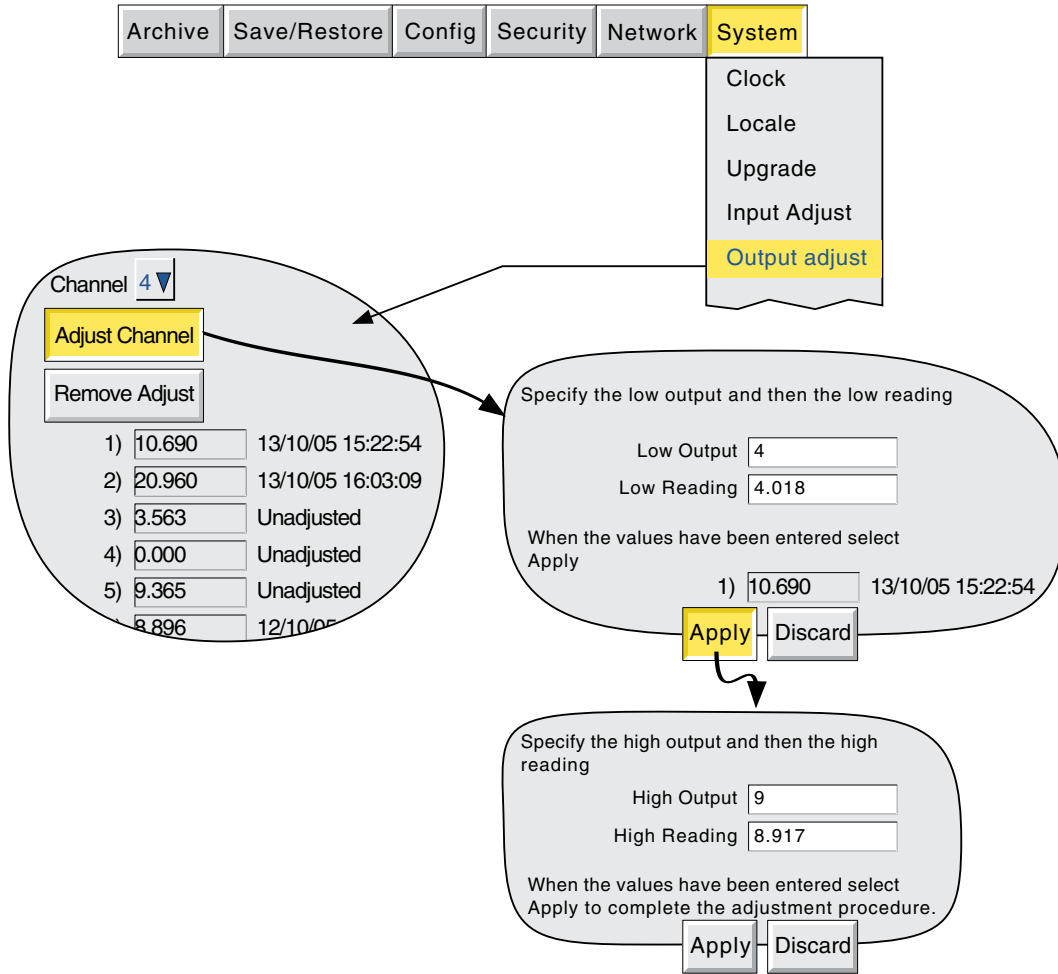 Archive Save/Restore Config Security Network System
Clock
Locale
Upgrade
Input Adjust
Output adjust
Channel 4
Adjust Channel
Remove Adjust
1) 10.690 13/10/05 15:22:54
2) 20.960 13/10/05 16:03:09
3) 3.563 Unadjusted
4) 0.000 Unadjusted
5) 9.365 Unadjusted
) 8.896 12/10/05
Specify the low output and then the low reading
Low Output 4
Low Reading 4.018
When the values have been entered select
Apply
1) 10.690 13/10/05 15:22:54
Apply Discard
Specify the high output and then the high
reading
High Output 9
High Reading 8.917
When the values have been entered select
Apply to complete the adjustment procedure.
Apply Discard